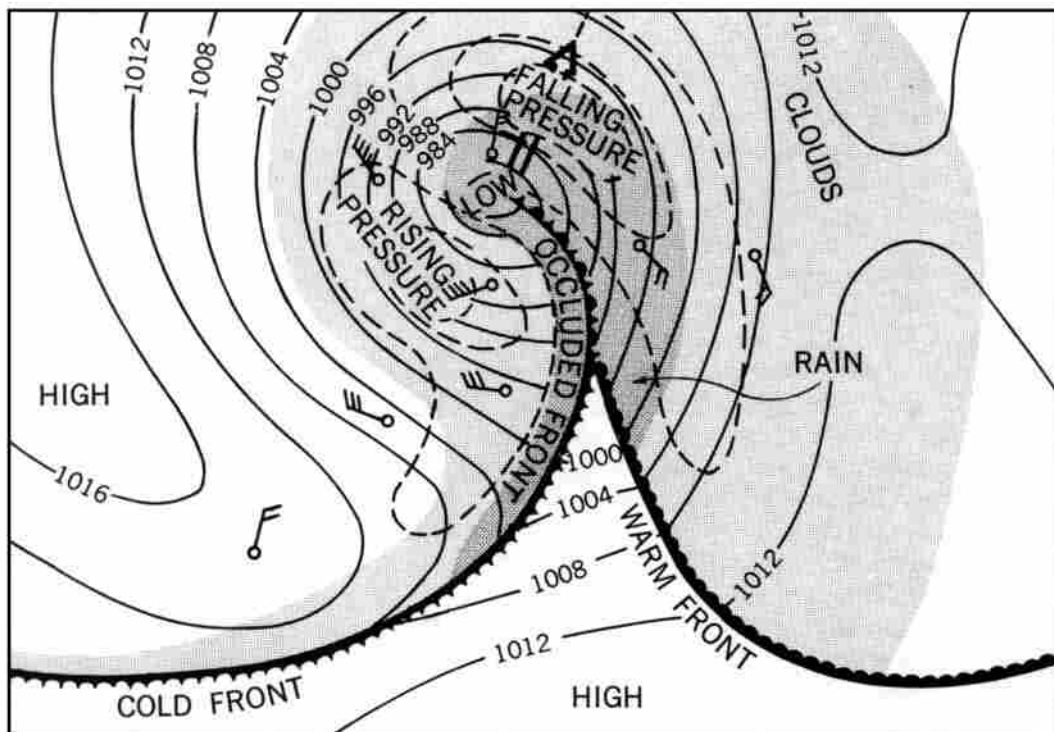 1012
1008
1004
1000
996
992
988
984
1012
FALLING
PRESSURE
CLOUDS
OW
RISING
PRESSURE
OCCLUDED FRONT
RAIN
HIGH
1016
1000
1004
1008
1012
WARM FRONT
1012
COLD FRONT
HIGH